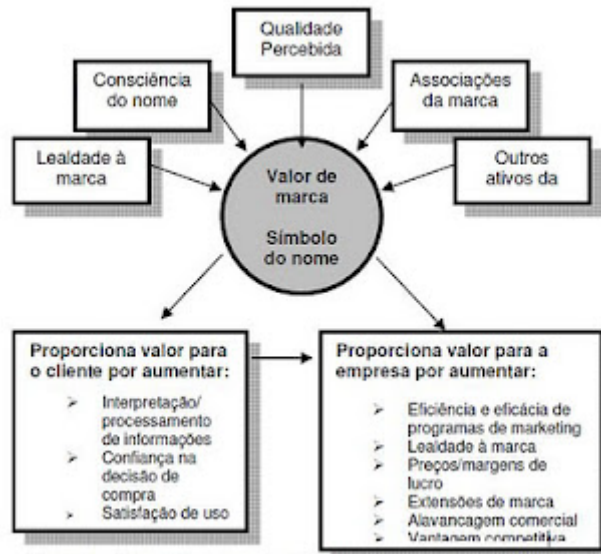 Qualidade
Percebida
Consciência
do nome
Associações
da marca
Lealdade à
marca
Outros
ativos da
Valor de
marca
Símbolo
do nome
Proporciona valor para
o cliente por aumentar:
Interpretação/
processamento
de informações
Confiança na
decisão de
compra
Satisfação de uso
Proporciona valor para a
empresa por aumentar:
Eficiência e eficácia de
programas de marketing
Lealdade à marca
Preços/margens de
lucro
Extensões de marca
Alavancagem comercial
Vantagem competitiva